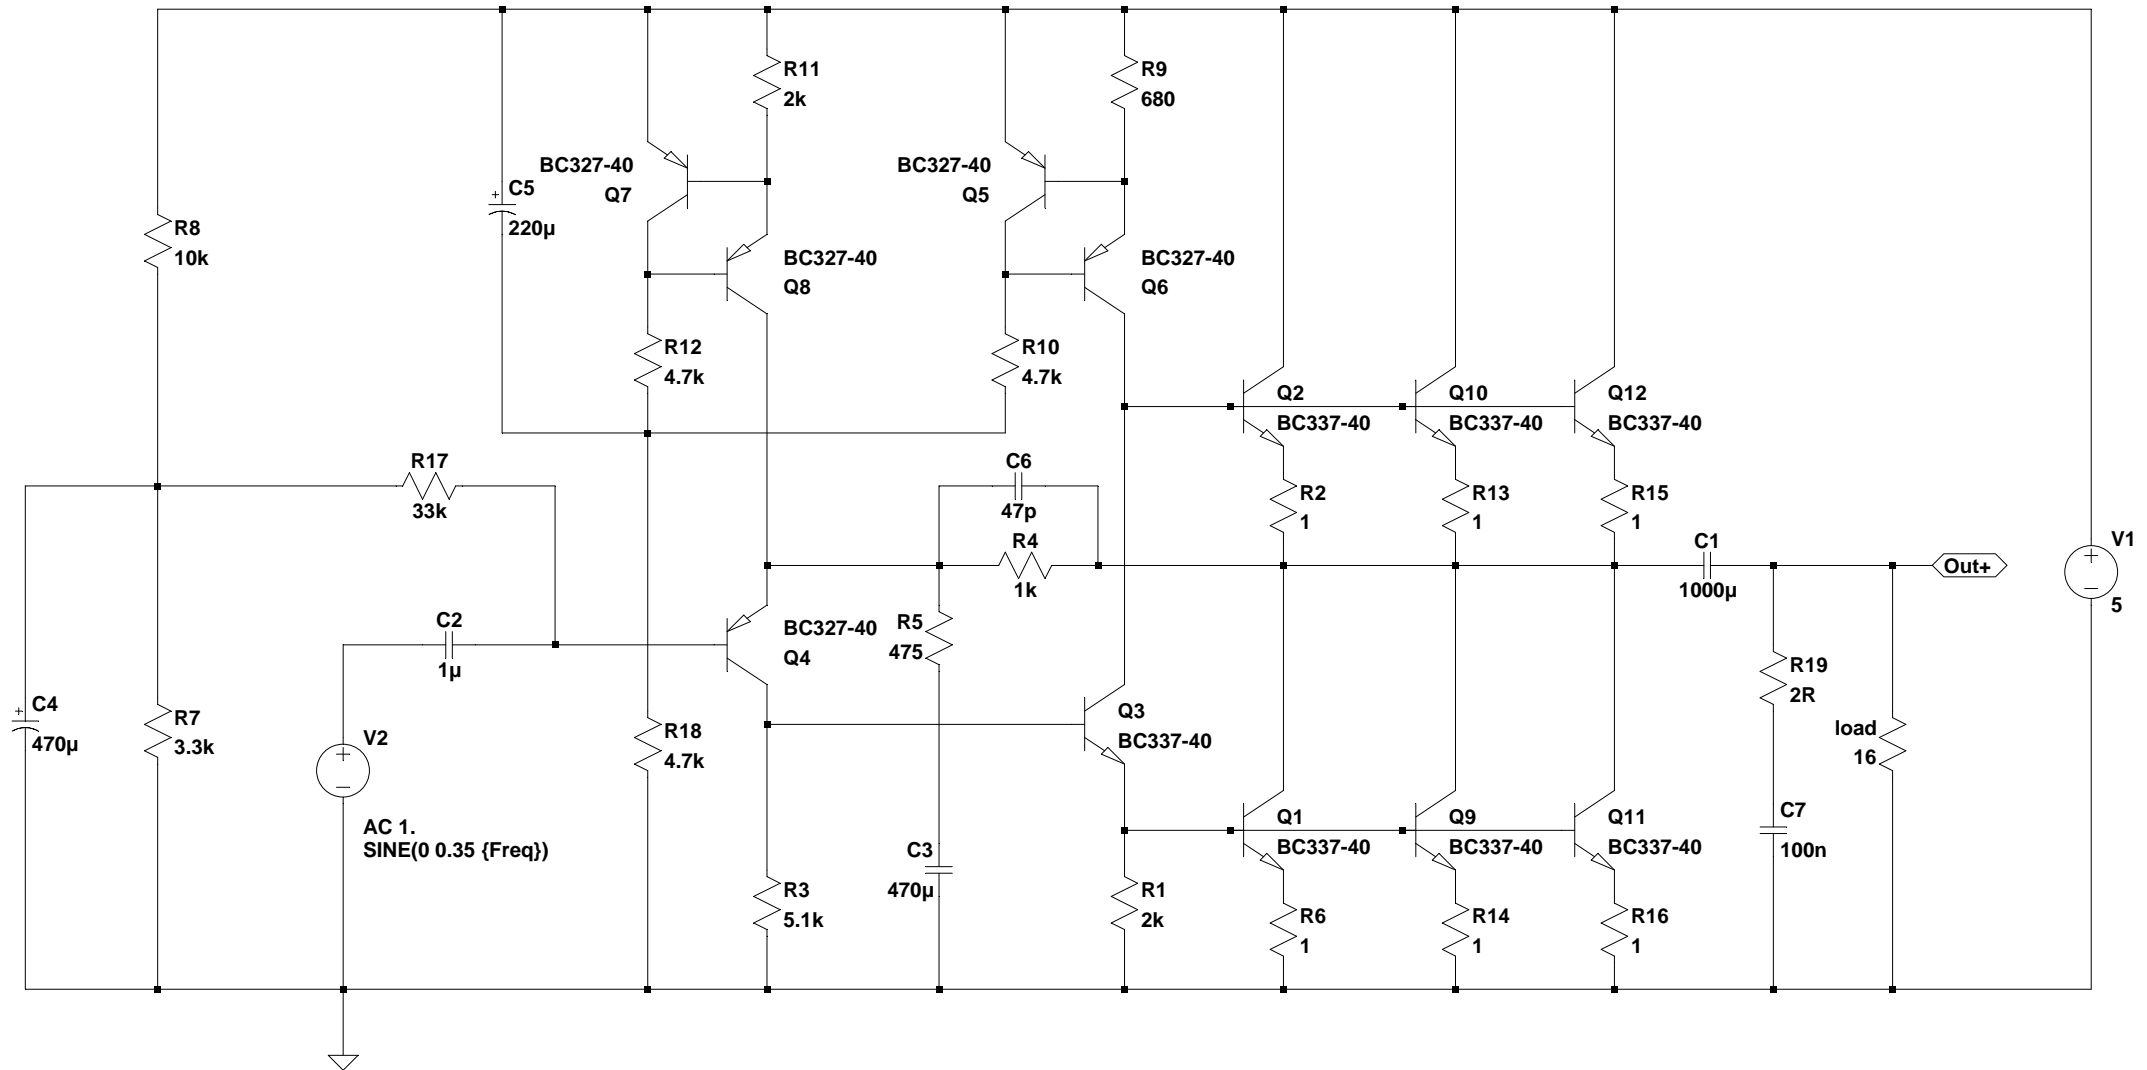 R11
2k
R9
680
BC327-40
Q7
BC327-40
Q5
C5
220µ
+
R8
10k
BC327-40
Q8
BC327-40
Q6
R12
4.7k
R10
4.7k
Q2
BC337-40
Q10
BC337-40
Q12
BC337-40
R17
33k
C6
47p
R2
1
R13
1
R15
1
R4
1k
C1
1000µ
Out+
V1
+
−
5
C2
1µ
BC327-40
Q4
R5
475
R19
2R
C4
470µ
+
R7
3.3k
V2
+
−
AC 1.
SINE(0 0.35 {Freq})
R18
4.7k
Q3
BC337-40
load
16
Q1
BC337-40
Q9
BC337-40
Q11
BC337-40
C7
100n
R3
5.1k
C3
470µ
R1
2k
R6
1
R14
1
R16
1